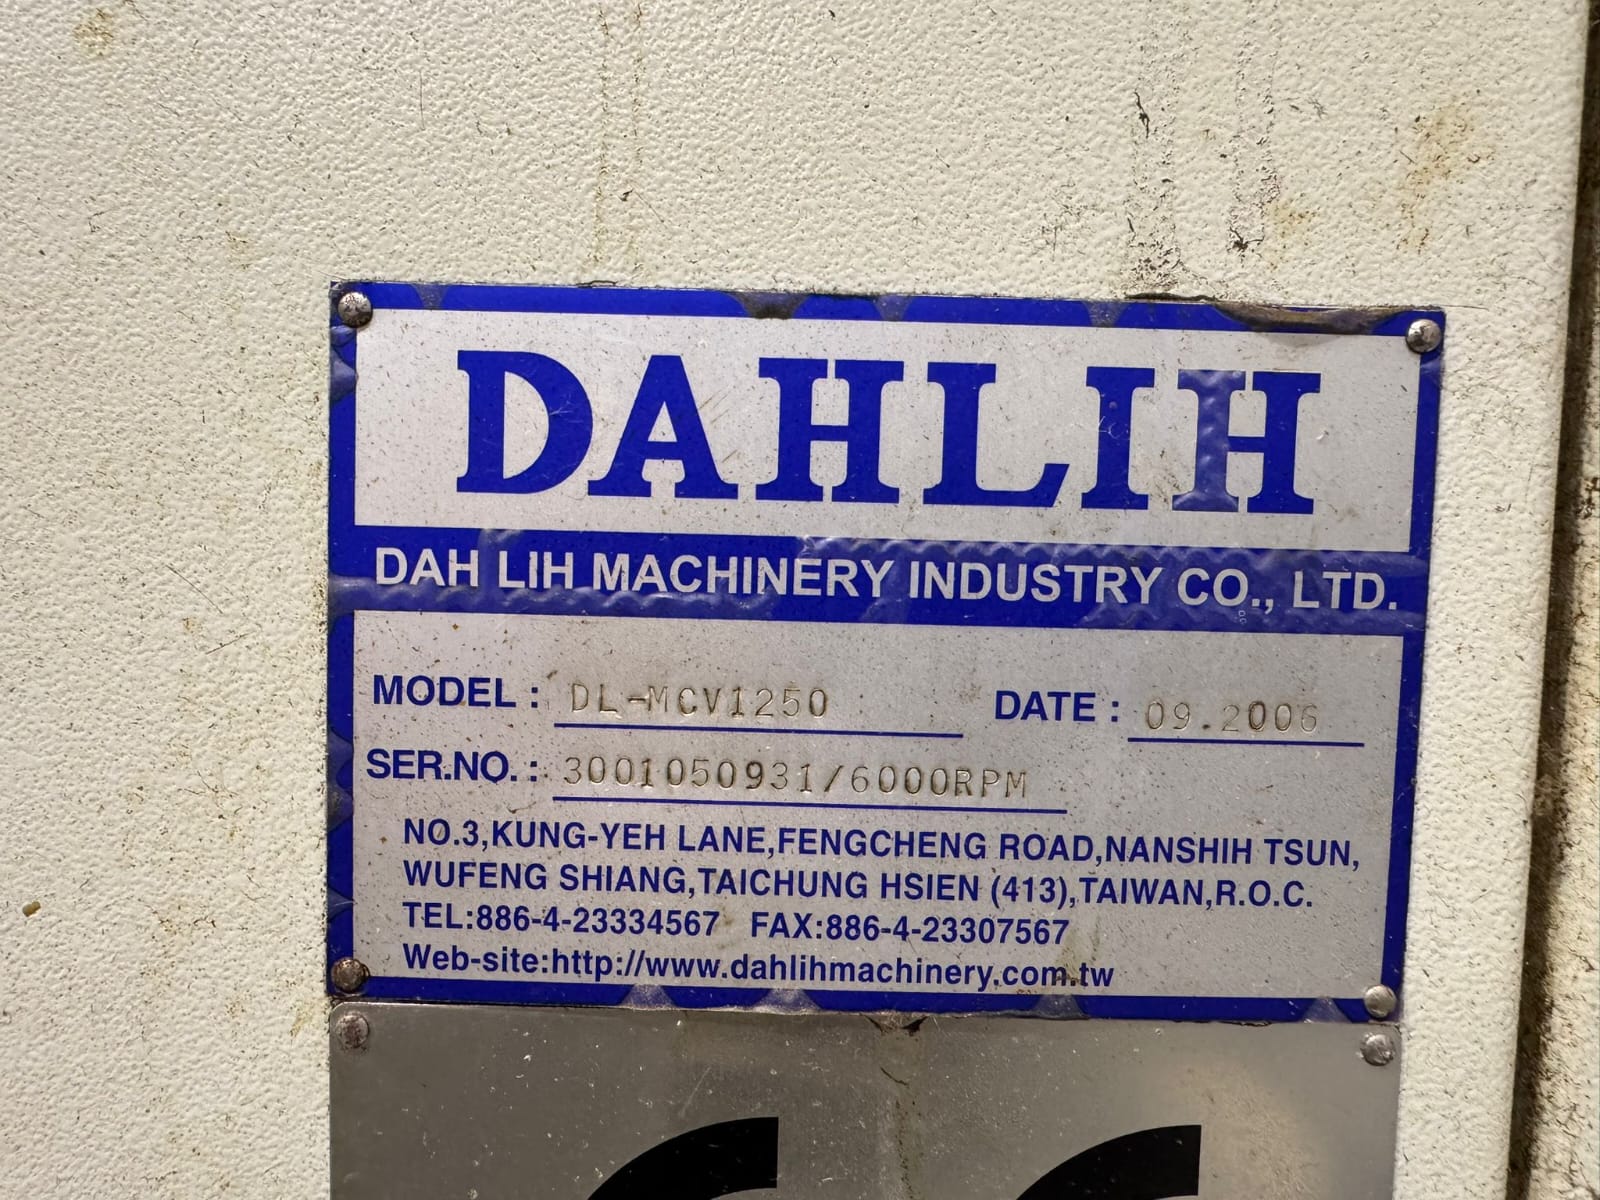 DAHLIH
DAH LIH MACHINERY INDUSTRY CO., LTD.
MODEL : DL-MCV1250 DATE : 09.2006
SER.NO. : 3001050931/6000RPM
NO.3,KUNG-YEH LANE,FENGCHENG ROAD,NANSHIH TSUN,
WUFENG SHIANG,TAICHUNG HSIEN (413),TAIWAN,R.O.C.
TEL:886-4-23334567 FAX:886-4-23307567
Web-site:http://www.dahlihmachinery.com.tw